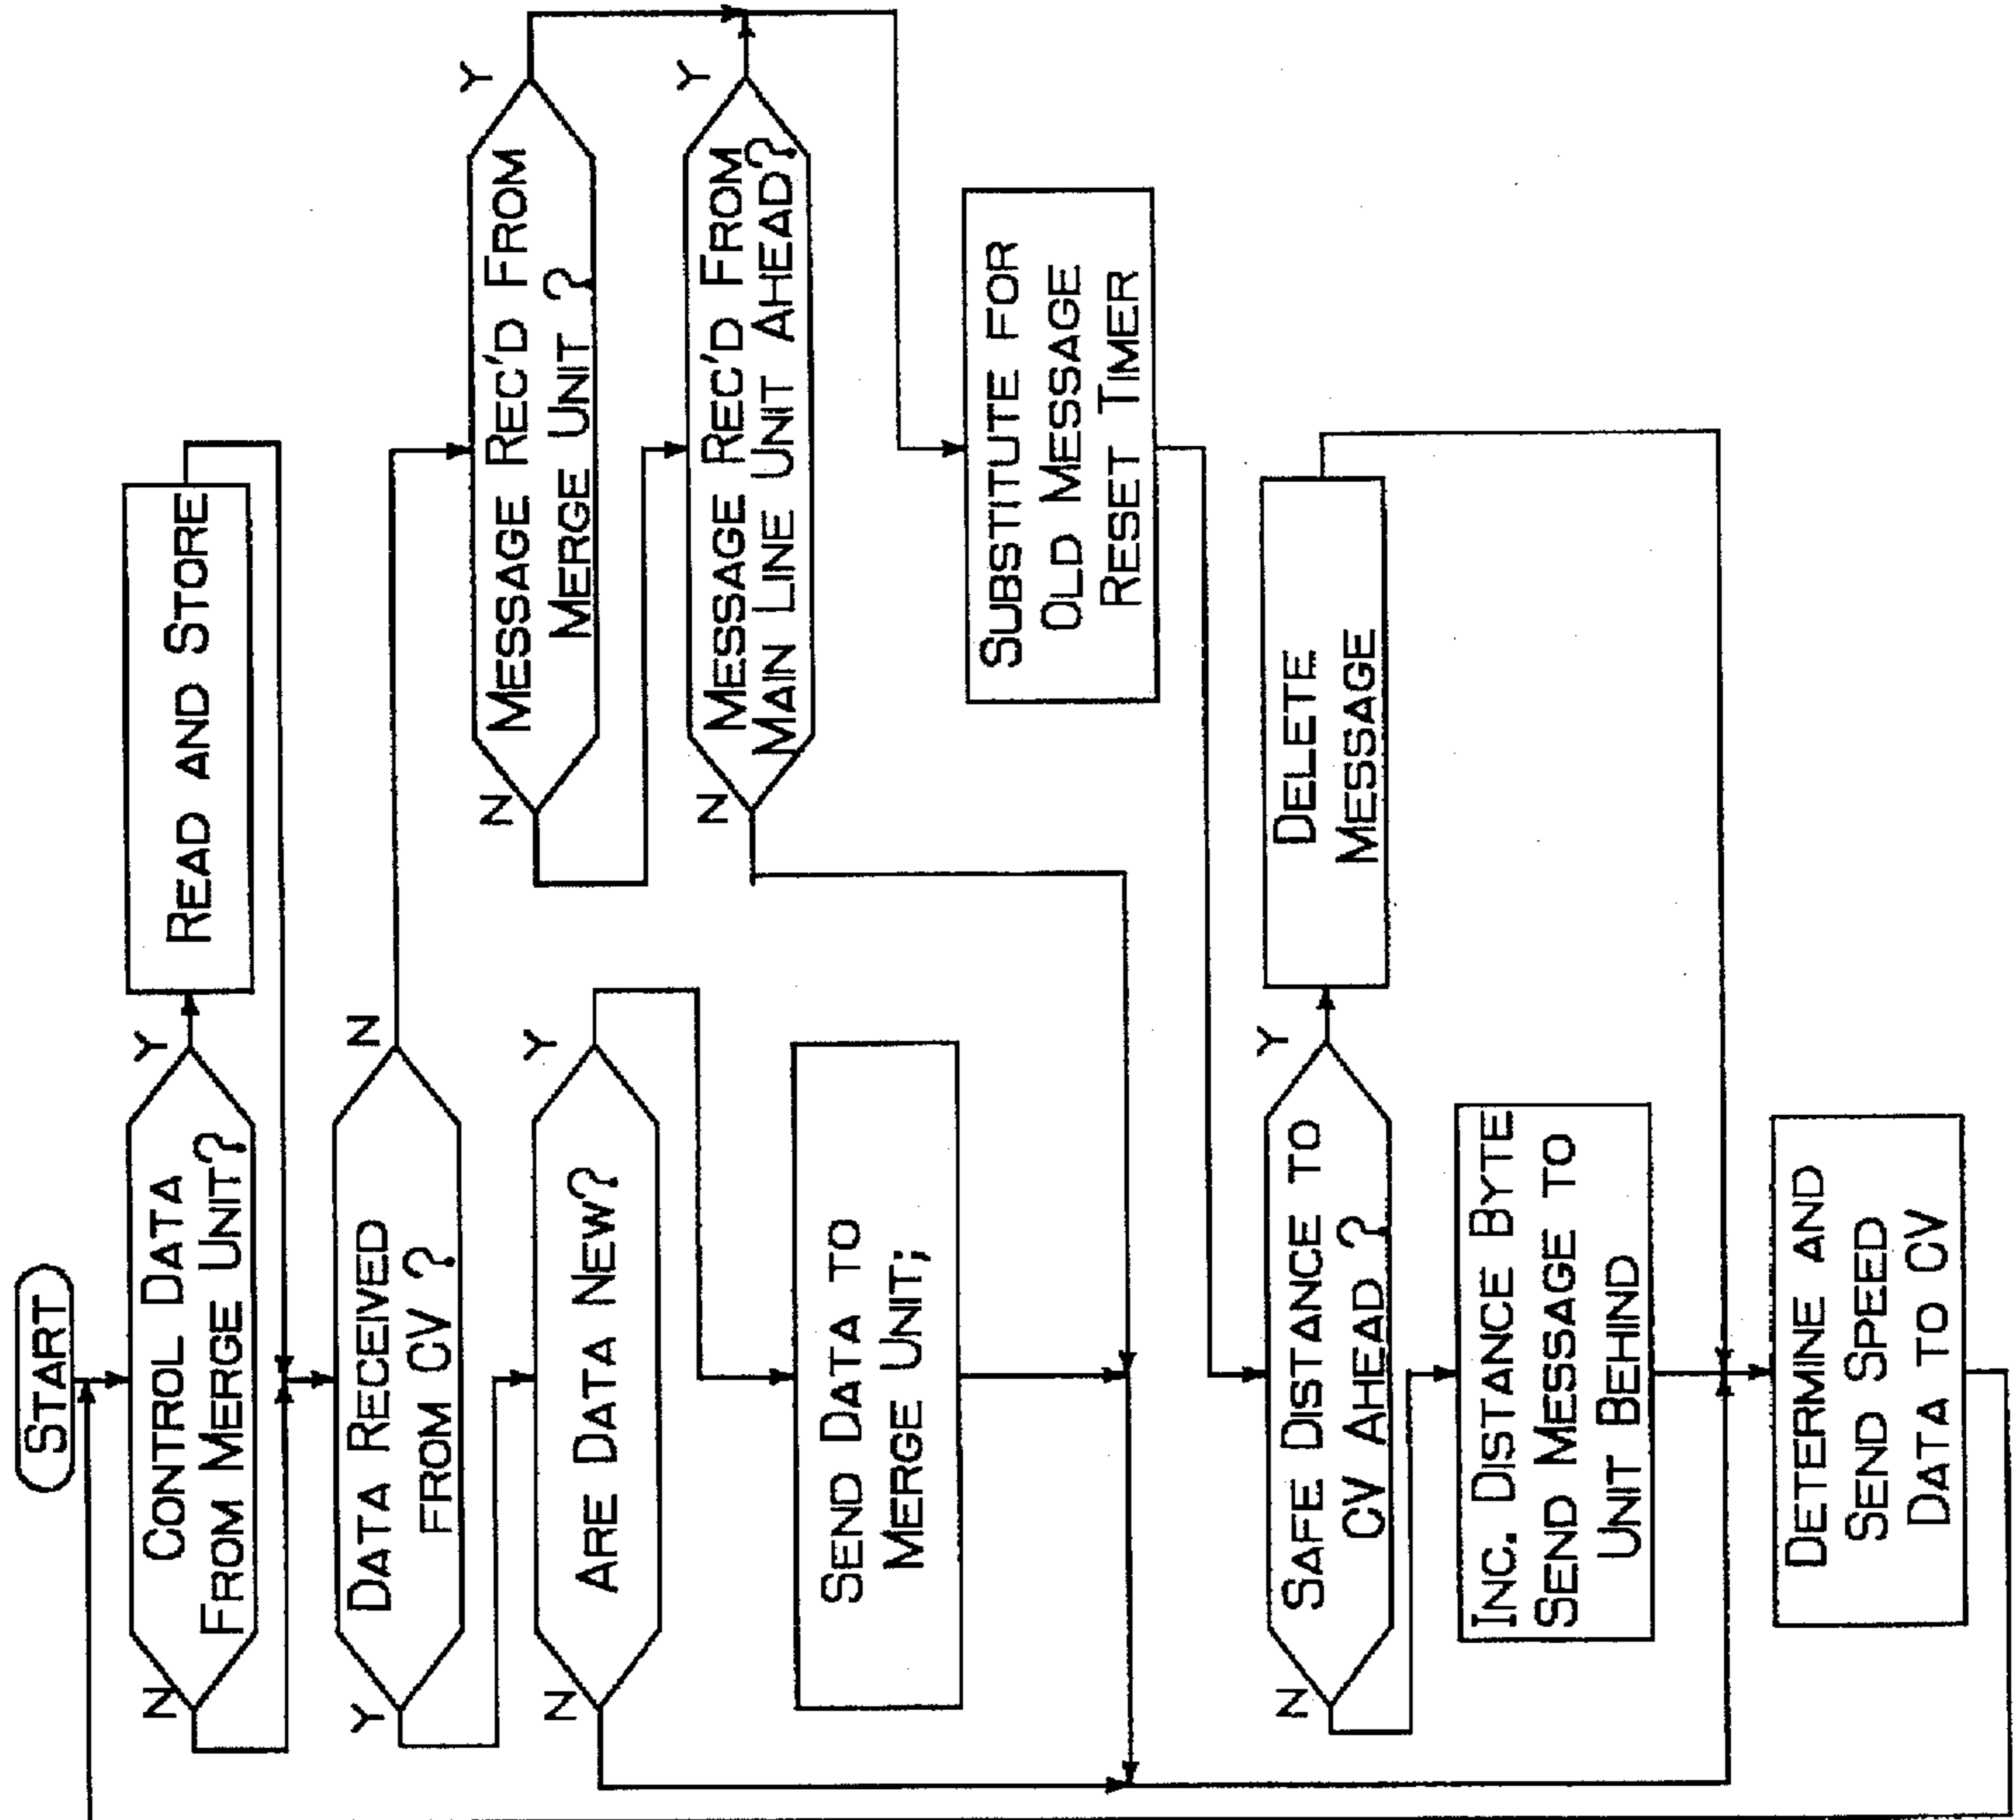 START
CONTROL DATA
FROM MERGE UNIT?
N
Y
READ AND STORE
DATA RECEIVED
FROM CV ?
Y
N
ARE DATA NEW?
N
Y
SEND DATA TO
MERGE UNIT;
MESSAGE REC'D FROM
MERGE UNIT ?
N
Y
MESSAGE REC'D FROM
MAIN LINE UNIT AHEAD?
N
Y
SUBSTITUTE FOR
OLD MESSAGE
RESET TIMER
SAFE DISTANCE TO
CV AHEAD ?
N
Y
DELETE
MESSAGE
INC. DISTANCE BYTE
SEND MESSAGE TO
UNIT BEHIND
DETERMINE AND
SEND SPEED
DATA TO CV